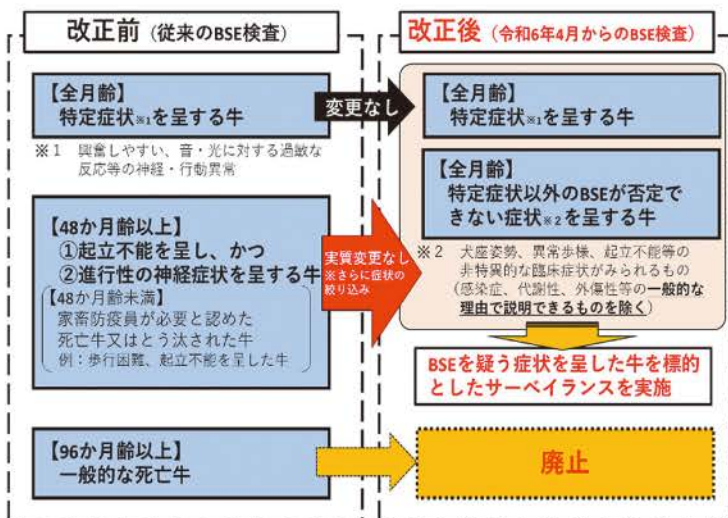 改正前（従来のBSE検査）
【全月齢】
特定症状※1を呈する牛
※1 興奮しやすい、音・光に対する過敏な
反応等の神経・行動異常
【48か月齢以上】
①起立不能を呈し、かつ
②進行性の神経症状を呈する牛
【48か月齢未満】
家畜防疫員が必要と認めた
死亡牛又はとう汰された牛
例：歩行困難、起立不能を呈した牛
【96か月齢以上】
一般的な死亡牛
変更なし
実質変更なし
※さらに症状の
絞り込み
改正後（令和6年4月からのBSE検査）
【全月齢】
特定症状※1を呈する牛
【全月齢】
特定症状以外のBSEが否定で
きない症状※2を呈する牛
※2 犬座姿勢、異常歩様、起立不能等の
非特異的な臨床症状がみられるもの
（感染症、代謝性、外傷性等の一般的な
理由で説明できるものを除く）
BSEを疑う症状を呈した牛を標的
としたサーベイランスを実施
廃止